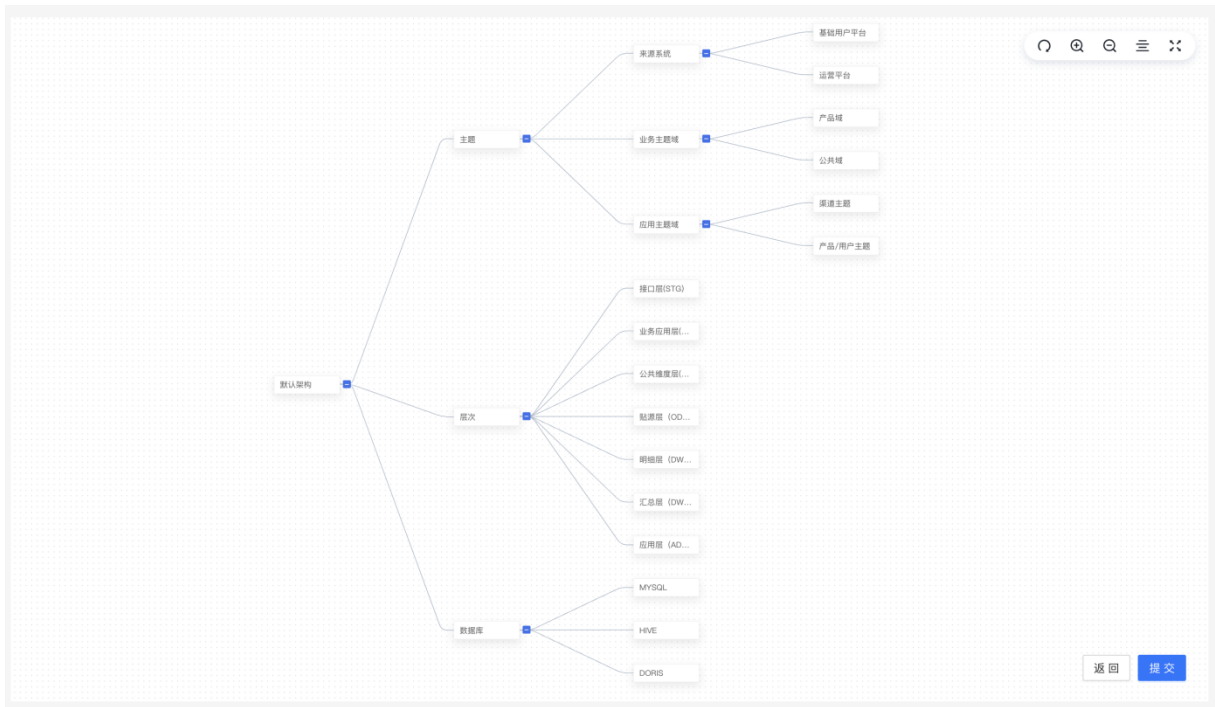 基础用户平台
来源系统
运营平台
产品域
主题
业务主题域
公共域
渠道主题
应用主题域
产品/用户主题
接口层(STG)
业务应用层(...
公共维度层(...
默认架构
层次
贴源层（OD...
明细层（DW...
汇总层（DW...
应用层（AD...
MYSQL
数据库
HIVE
DORIS
返 回
提 交